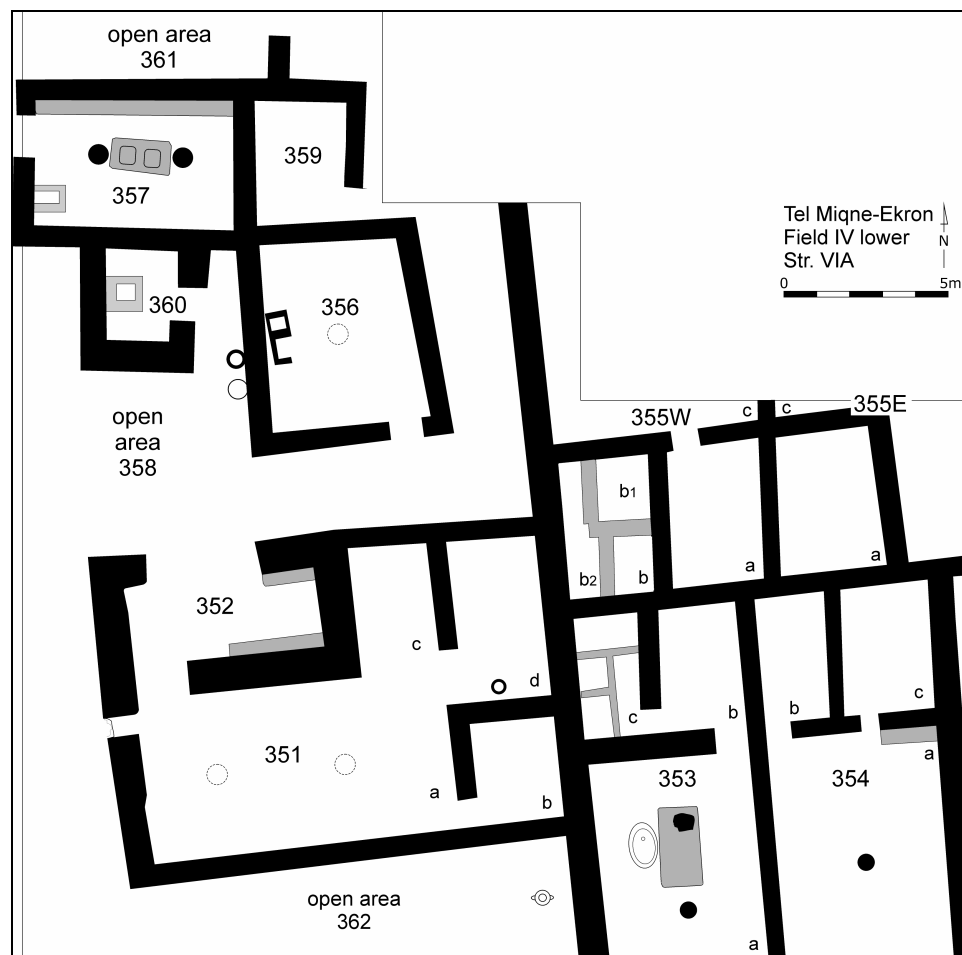 open area
361
359
357
Tel Miqne-Ekron
Field IV lower
Str. VIA
N
0 5m
360
356
355W
c c
355E
open
area
358
b1
b2
b
a
a
352
c
d
c
b
b
c
a
351
a
b
353
354
open area
362
a